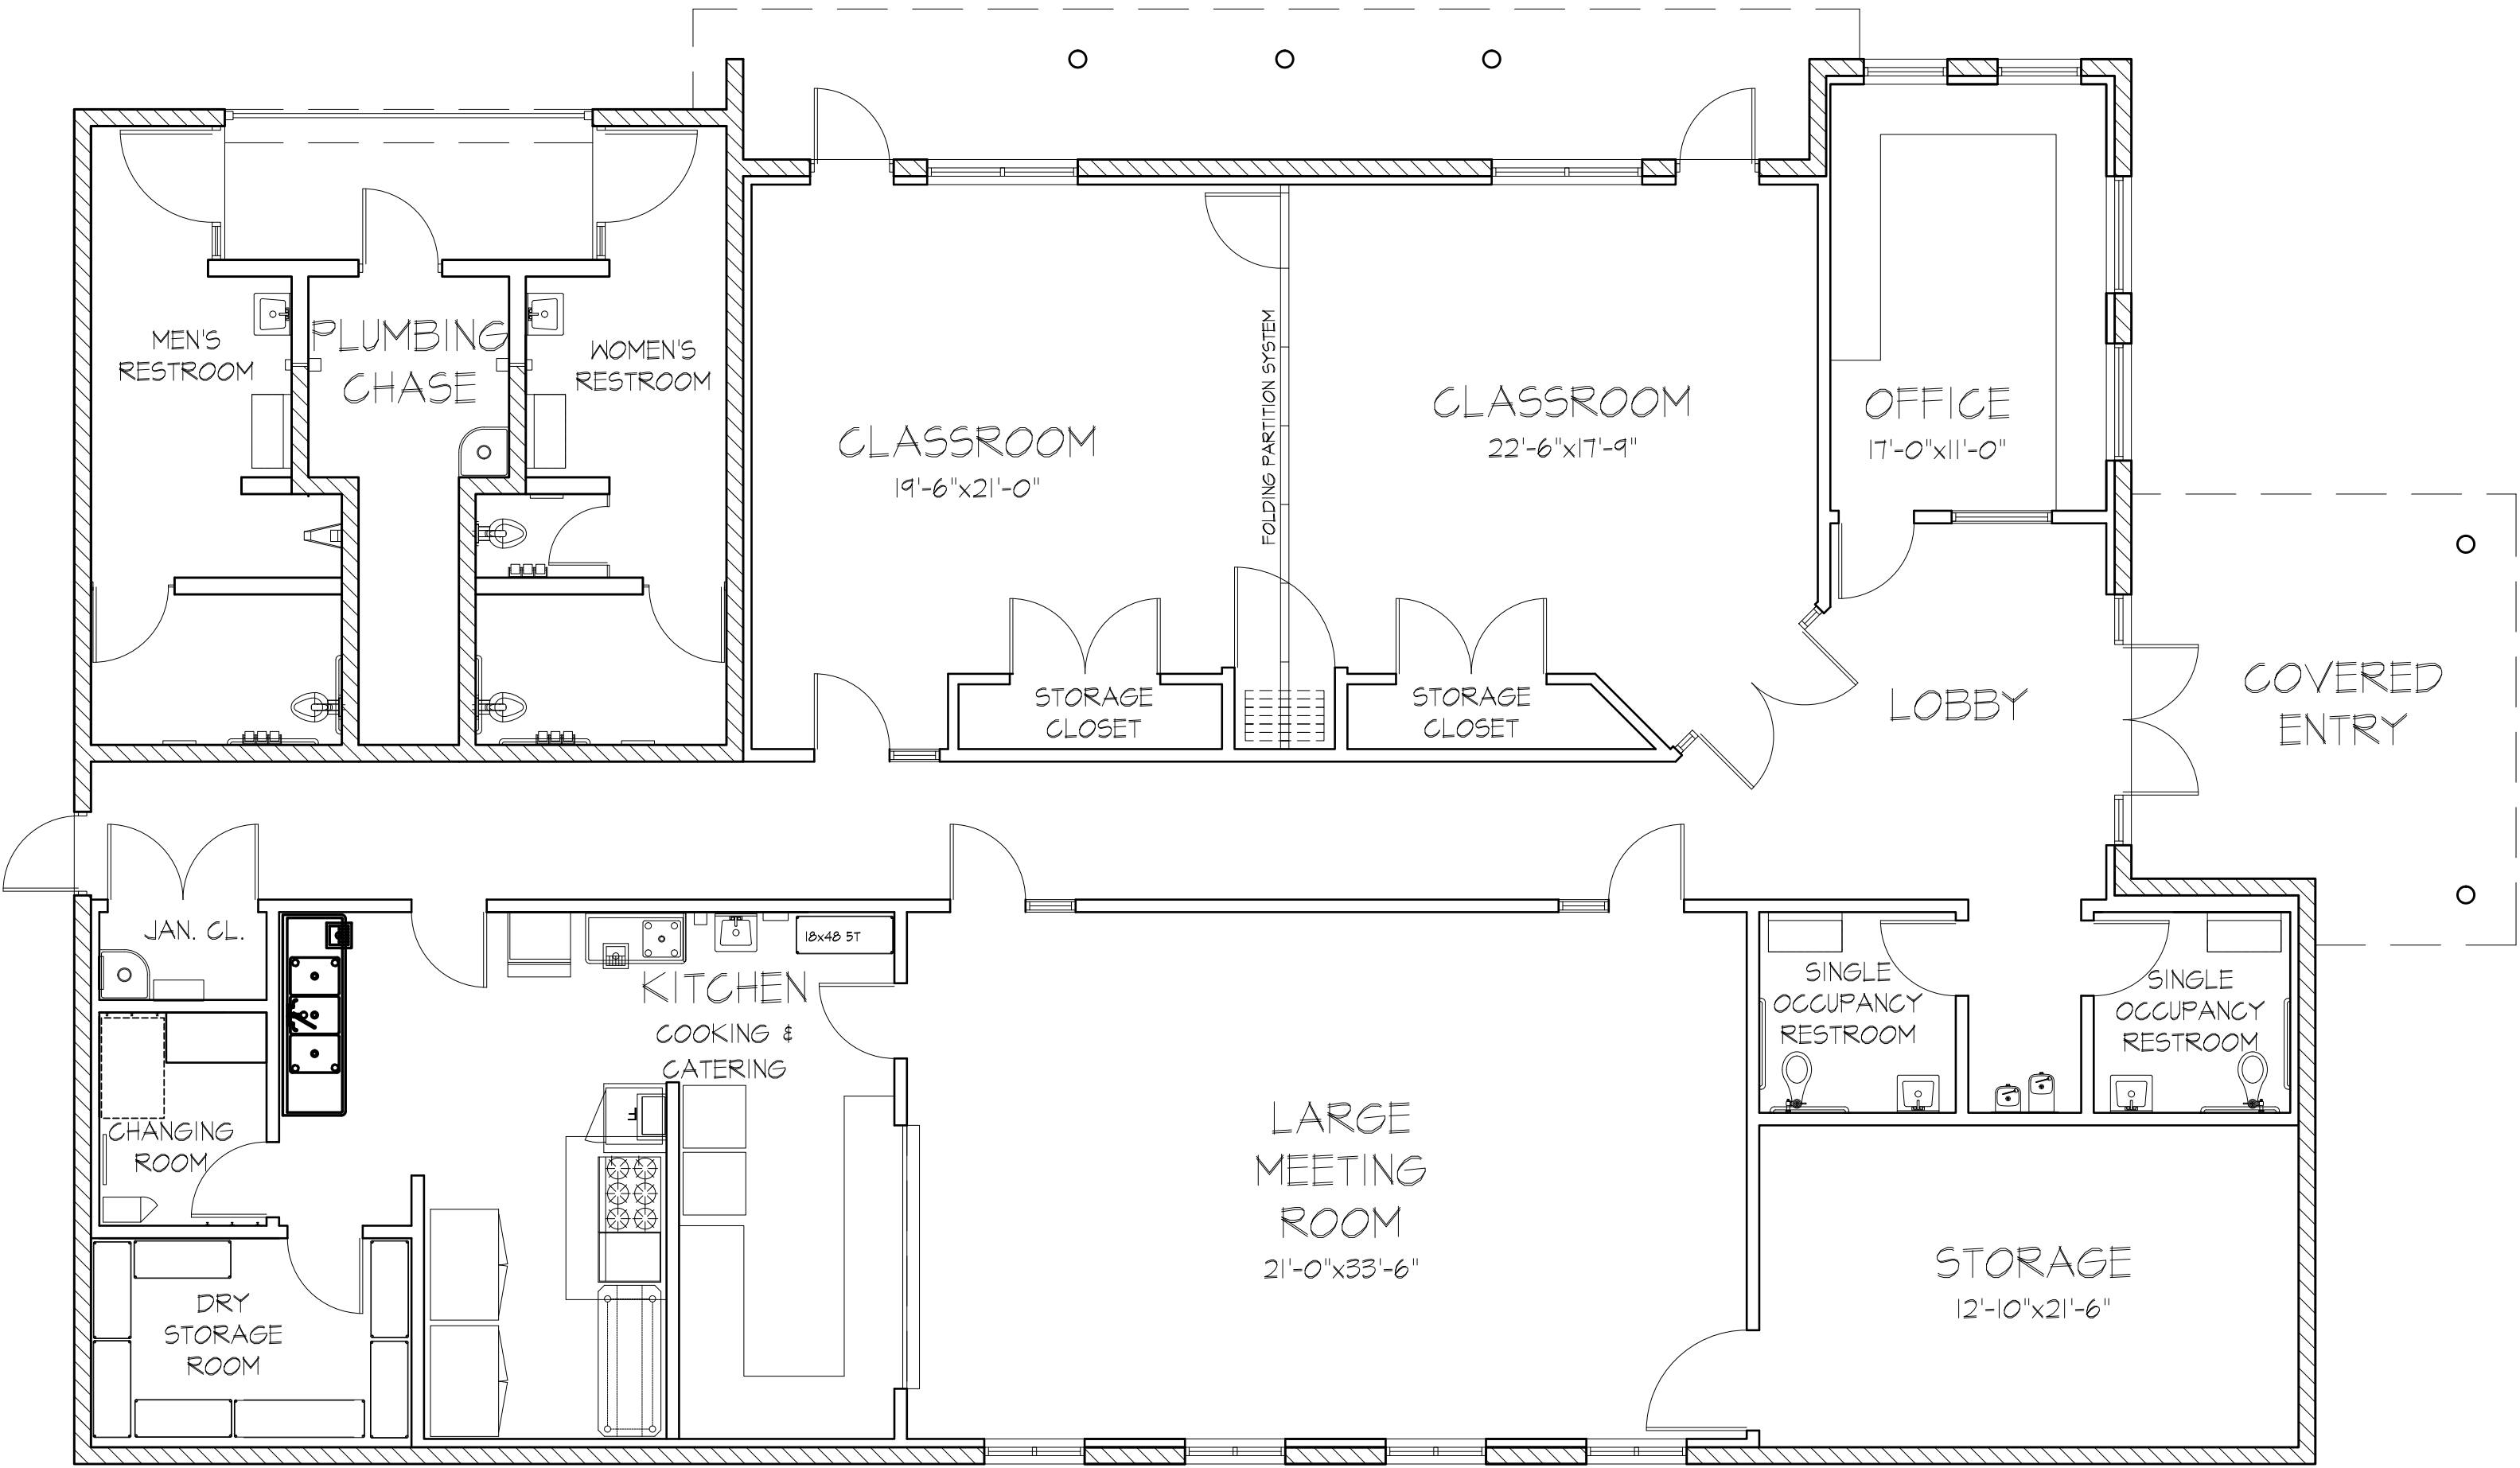 MEN'S
RESTROOM
PLUMBING
CHASE
WOMEN'S
RESTROOM
CLASSROOM
19'-6"x21'-0"
FOLDING PARTITION SYSTEM
CLASSROOM
22'-6"x17'-9"
OFFICE
17'-0"x11'-0"
STORAGE
CLOSET
STORAGE
CLOSET
LOBBY
COVERED
ENTRY
JAN. CL.
18x48 5T
KITCHEN
COOKING &
CATERING
CHANGING
ROOM
DRY
STORAGE
ROOM
LARGE
MEETING
ROOM
21'-0"x33'-6"
SINGLE
OCCUPANCY
RESTROOM
SINGLE
OCCUPANCY
RESTROOM
STORAGE
12'-10"x21'-6"